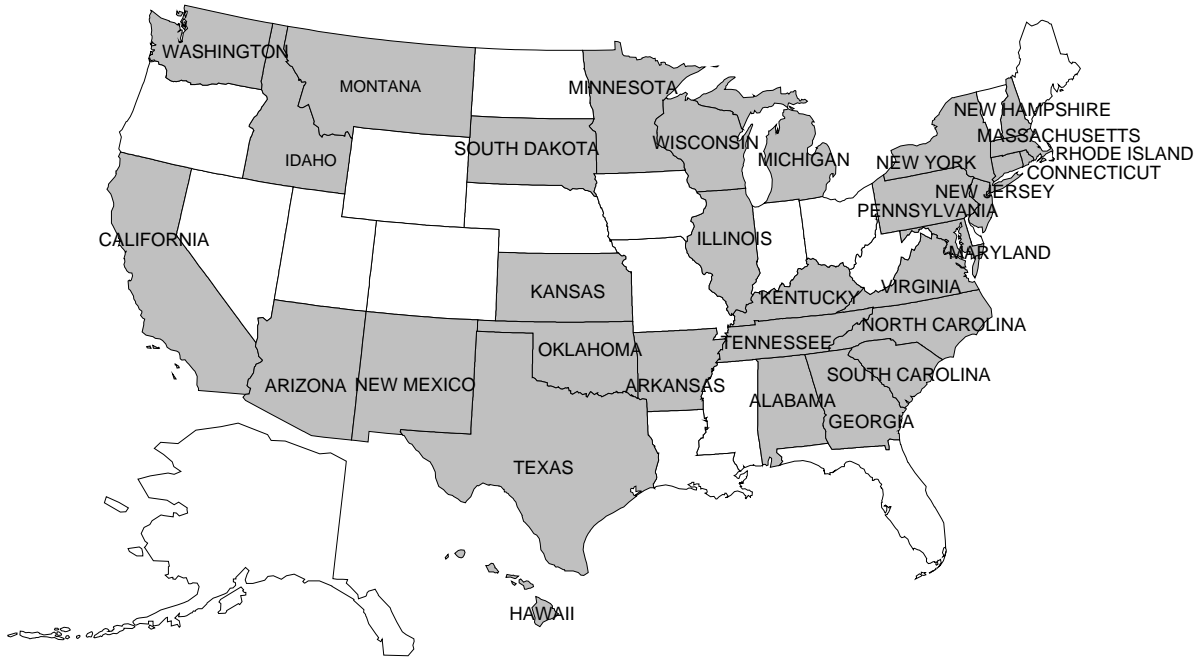 WASHINGTON
MONTANA
MINNESOTA
NEW HAMPSHIRE
MASSACHUSETTS
SOUTH DAKOTA
WISCONSIN
RHODE ISLAND
IDAHO
MICHIGAN
NEW YORK
CONNECTICUT
NEW JERSEY
PENNSYLVANIA
CALIFORNIA
ILLINOIS
MARYLAND
KANSAS
KENTUCKY
VIRGINIA
NORTH CAROLINA
OKLAHOMA
TENNESSEE
SOUTH CAROLINA
ARIZONA
NEW MEXICO
ARKANSAS
ALABAMA
GEORGIA
TEXAS
HAWAII